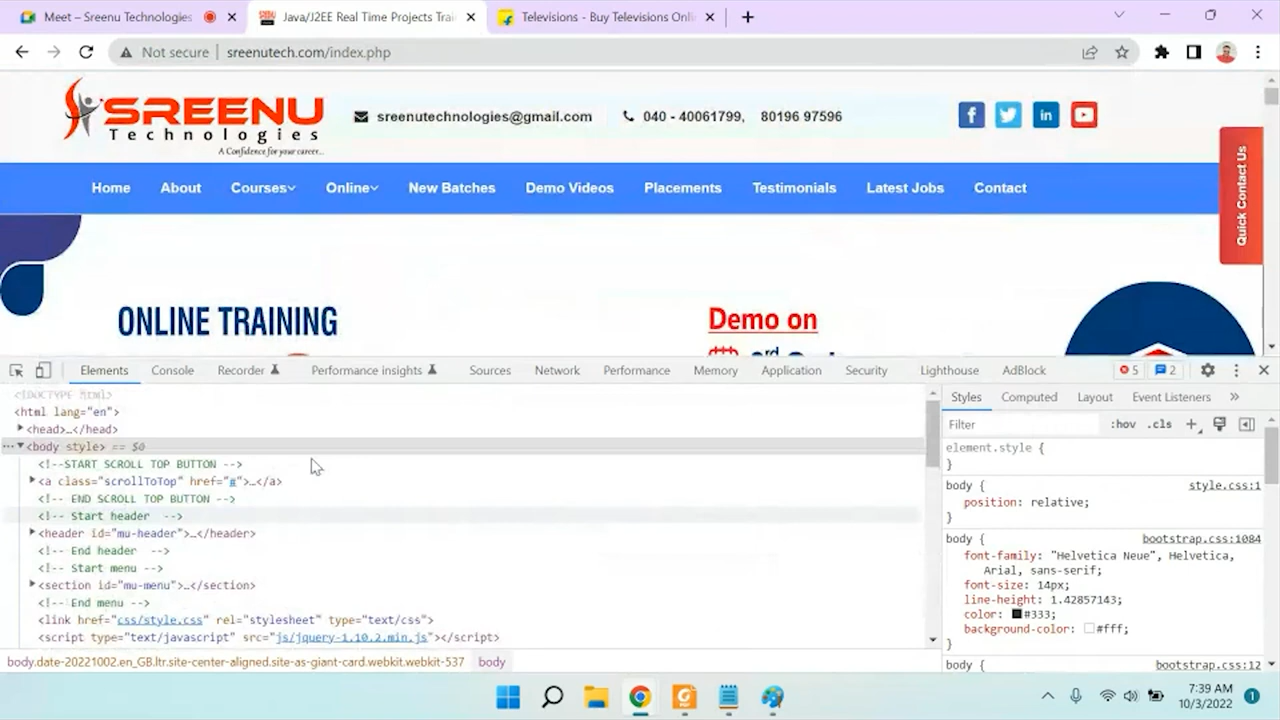 Meet – Sreenu Technologies
Java/J2EE Real Time Projects Trai
Televisions - Buy Televisions Onli
Not secure
sreenutech.com/index.php
SREENU
Technologies
A Confidence for your career...
sreenutechnologies@gmail.com
040 - 40061799, 80196 97596
Quick Contact Us
Home About Courses Online New Batches Demo Videos Placements Testimonials Latest Jobs Contact
ONLINE TRAINING
Demo on
Elements Console Recorder Performance insights Sources Network Performance Memory Application Security Lighthouse AdBlock 5 2
<!DOCTYPE html>
<html lang="en">
<head>…</head>
<body style> == $0
<!--START SCROLL TOP BUTTON -->
<a class="scrollToTop" href="#">…</a>
<!-- END SCROLL TOP BUTTON -->
<!-- Start header -->
<header id="mu-header">…</header>
<!-- End header -->
<!-- Start menu -->
<section id="mu-menu">…</section>
<!-- End menu -->
<link href="css/style.css" rel="stylesheet" type="text/css">
<script type="text/javascript" src="js/jquery-1.10.2.min.js"></script>
body.date-20221002.en_GB.ltr.site-center-aligned.site-as-giant-card.webkit.webkit-537 body
Styles Computed Layout Event Listeners
Filter :hov .cls
element.style {
}
body { style.css:1
position: relative;
}
body { bootstrap.css:1084
font-family: "Helvetica Neue", Helvetica,
Arial, sans-serif;
font-size: 14px;
line-height: 1.42857143;
color: #333;
background-color: #fff;
}
body { bootstrap.css:12
7:39 AM
10/3/2022
1